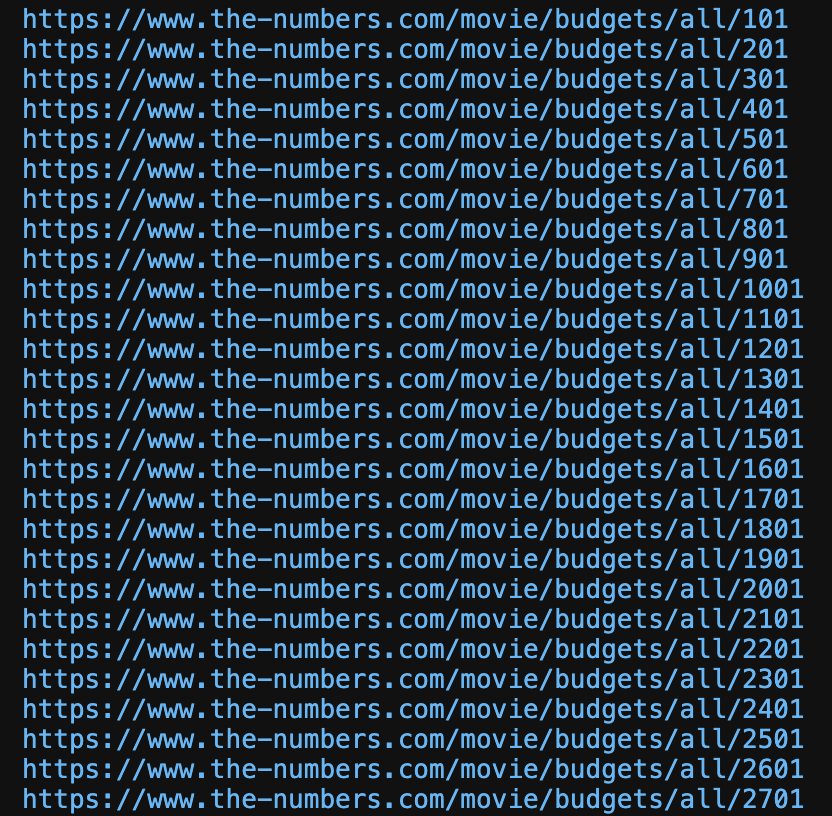 https://www.the-numbers.com/movie/budgets/all/101
https://www.the-numbers.com/movie/budgets/all/201
https://www.the-numbers.com/movie/budgets/all/301
https://www.the-numbers.com/movie/budgets/all/401
https://www.the-numbers.com/movie/budgets/all/501
https://www.the-numbers.com/movie/budgets/all/601
https://www.the-numbers.com/movie/budgets/all/701
https://www.the-numbers.com/movie/budgets/all/801
https://www.the-numbers.com/movie/budgets/all/901
https://www.the-numbers.com/movie/budgets/all/1001
https://www.the-numbers.com/movie/budgets/all/1101
https://www.the-numbers.com/movie/budgets/all/1201
https://www.the-numbers.com/movie/budgets/all/1301
https://www.the-numbers.com/movie/budgets/all/1401
https://www.the-numbers.com/movie/budgets/all/1501
https://www.the-numbers.com/movie/budgets/all/1601
https://www.the-numbers.com/movie/budgets/all/1701
https://www.the-numbers.com/movie/budgets/all/1801
https://www.the-numbers.com/movie/budgets/all/1901
https://www.the-numbers.com/movie/budgets/all/2001
https://www.the-numbers.com/movie/budgets/all/2101
https://www.the-numbers.com/movie/budgets/all/2201
https://www.the-numbers.com/movie/budgets/all/2301
https://www.the-numbers.com/movie/budgets/all/2401
https://www.the-numbers.com/movie/budgets/all/2501
https://www.the-numbers.com/movie/budgets/all/2601
https://www.the-numbers.com/movie/budgets/all/2701